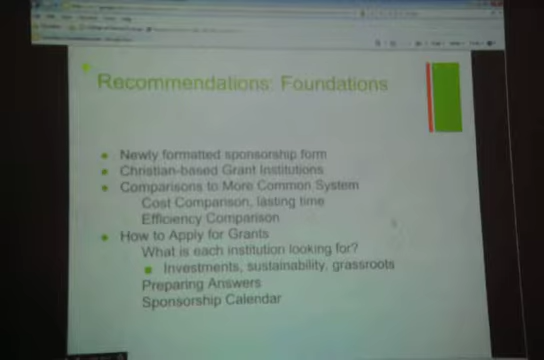 Recommendations: Foundations
Newly formatted sponsorship form
Christian-based Grant Institutions
Comparisons to More Common System
Cost Comparison, lasting time
Efficiency Comparison
How to Apply for Grants
What is each institution looking for?
Investments, sustainability, grassroots
Preparing Answers
Sponsorship Calendar